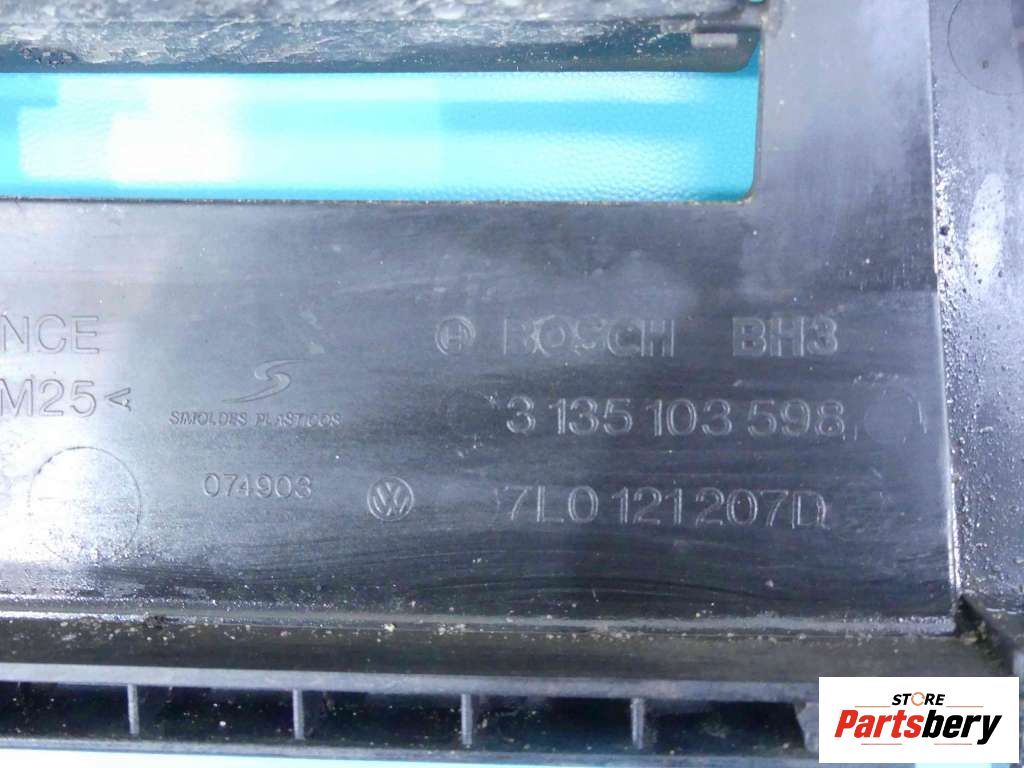 NCE
BOSCH BH3
M25<
SIMOLDES PLASTICOS
3 135 103 598
074903
7L0 121 207D
STORE
Partsbery